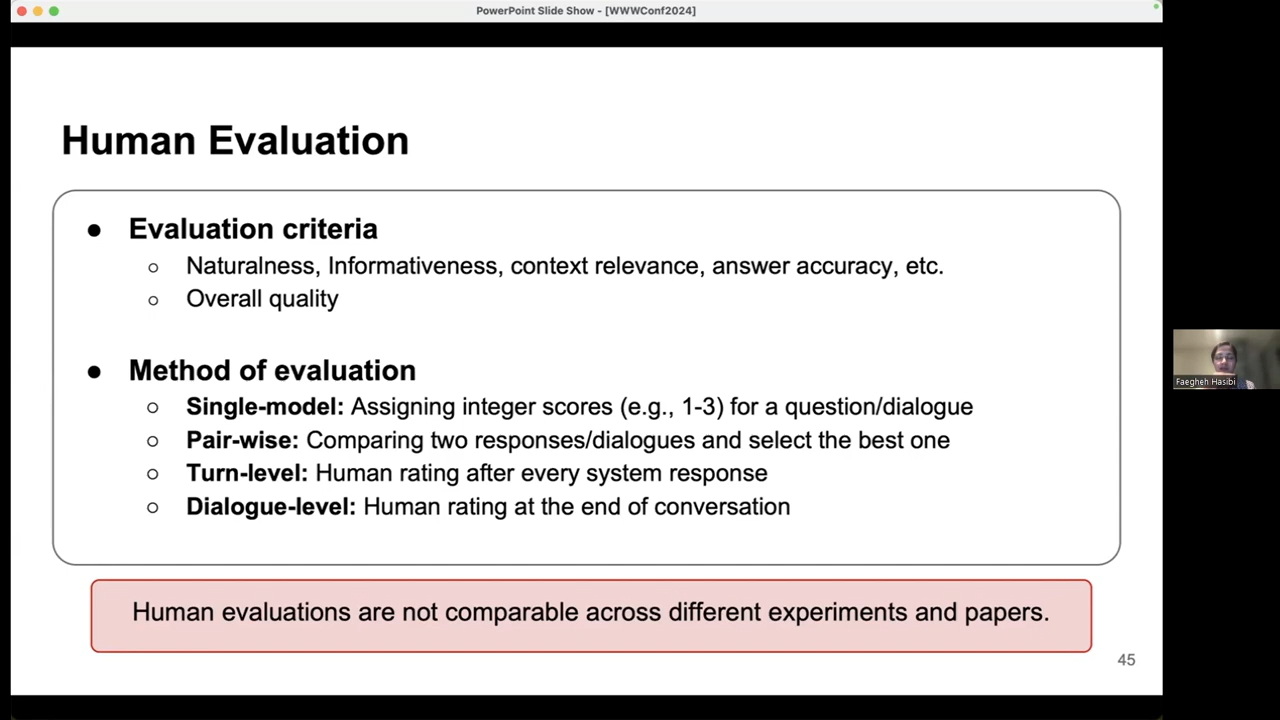 PowerPoint Slide Show - [WWWConf2024]
Human Evaluation
● Evaluation criteria
○ Naturalness, Informativeness, context relevance, answer accuracy, etc.
○ Overall quality
● Method of evaluation
○ Single-model: Assigning integer scores (e.g., 1-3) for a question/dialogue
○ Pair-wise: Comparing two responses/dialogues and select the best one
○ Turn-level: Human rating after every system response
○ Dialogue-level: Human rating at the end of conversation
Human evaluations are not comparable across different experiments and papers.
45
Faegheh Hasibi